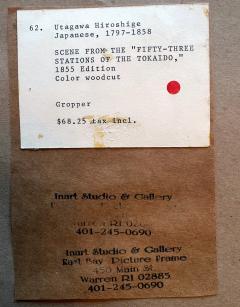 62. Utagawa Hiroshige
Japanese, 1797-1858
SCENE FROM THE "FIFTY-THREE
STATIONS OF THE TOKAIDO,"
1855 Edition
Color woodcut
Gropper
$68.25 tax incl.
Inart Studio & Gallery
Warren RI
401-245-0690
Inart Studio & Gallery
East Bay Picture Frame
450 Main St
Warren RI 02885
401-245-0690